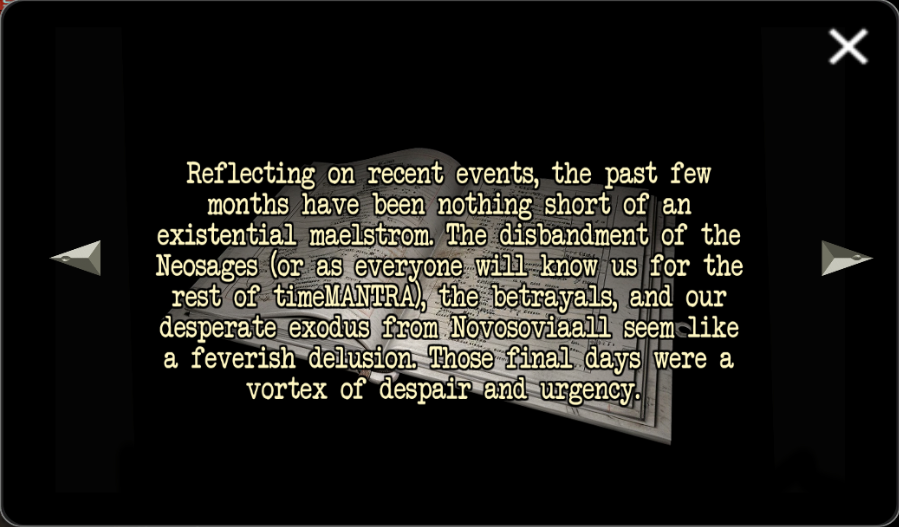 Reflecting on recent events, the past few
months have been nothing short of an
existential maelstrom. The disbandment of the
Neosages (or as everyone will know us for the
rest of timeMANTRA), the betrayals, and our
desperate exodus from Novosoviaall seem like
a feverish delusion. Those final days were a
vortex of despair and urgency.